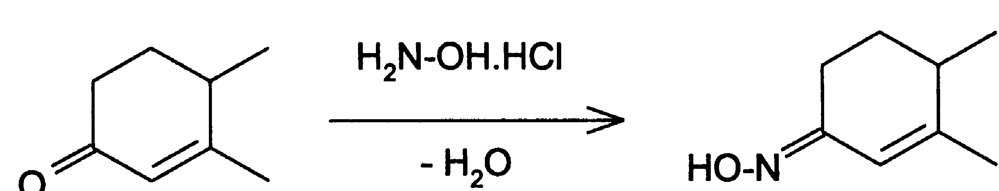 H₂N-OH.HCl
- H₂O
O
HO-N